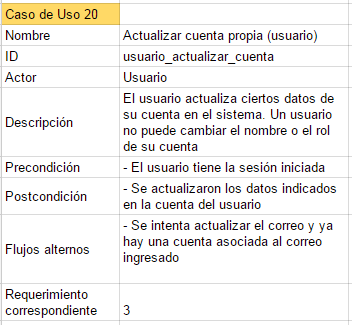 Caso de Uso 20
Nombre Actualizar cuenta propia (usuario)
ID usuario_actualizar_cuenta
Actor Usuario
Descripción El usuario actualiza ciertos datos de
su cuenta en el sistema. Un usuario
no puede cambiar el nombre o el rol
de su cuenta
Precondición - El usuario tiene la sesión iniciada
Postcondición - Se actualizaron los datos indicados
en la cuenta del usuario
Flujos alternos - Se intenta actualizar el correo y ya
hay una cuenta asociada al correo
ingresado
Requerimiento
correspondiente 3